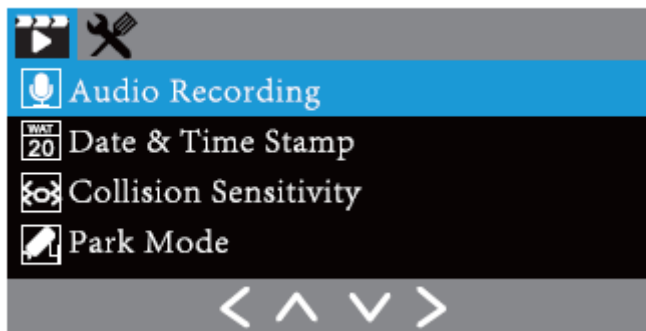 Audio Recording
WAT
20
Date & Time Stamp
Collision Sensitivity
Park Mode